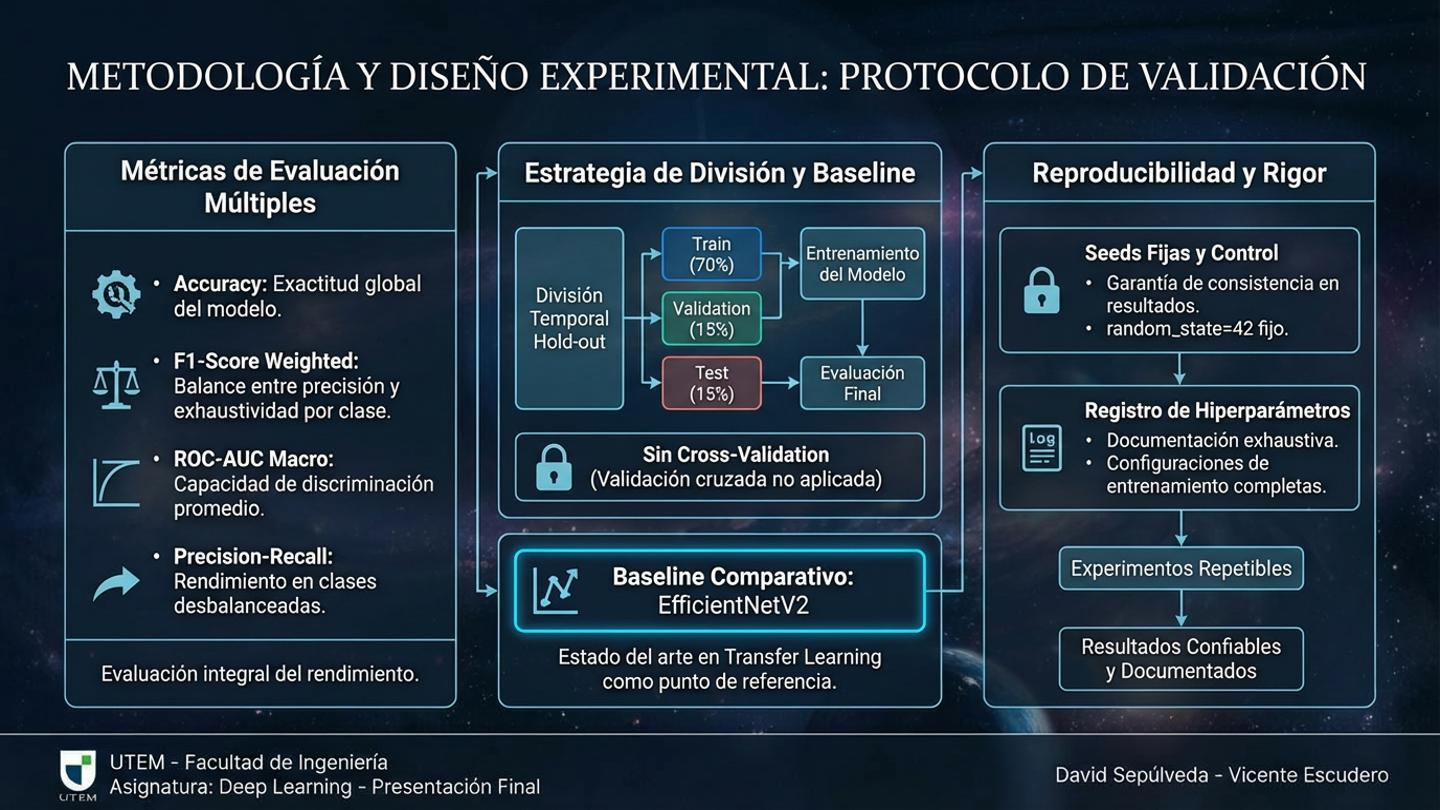 METODOLOGÍA Y DISEÑO EXPERIMENTAL: PROTOCOLO DE VALIDACIÓN
Métricas de Evaluación
Múltiples
• Accuracy: Exactitud global
del modelo.
• F1-Score Weighted:
Balance entre precisión y
exhaustividad por clase.
• ROC-AUC Macro:
Capacidad de discriminación
promedio.
• Precision-Recall:
Rendimiento en clases
desbalanceadas.
Evaluación integral del rendimiento.
Estrategia de División y Baseline
División
Temporal
Hold-out
Train
(70%)
Validation
(15%)
Test
(15%)
Entrenamiento
del Modelo
Evaluación
Final
Sin Cross-Validation
(Validación cruzada no aplicada)
Baseline Comparativo:
EfficientNetV2
Estado del arte en Transfer Learning
como punto de referencia.
Reproducibilidad y Rigor
Seeds Fijas y Control
• Garantía de consistencia en
resultados.
• random_state=42 fijo.
log
Registro de Hiperparámetros
• Documentación exhaustiva.
• Configuraciones de
entrenamiento completas.
Experimentos Repetibles
Resultados Confiables
y Documentados
UTEM
UTEM - Facultad de Ingeniería
Asignatura: Deep Learning - Presentación Final
David Sepúlveda - Vicente Escudero